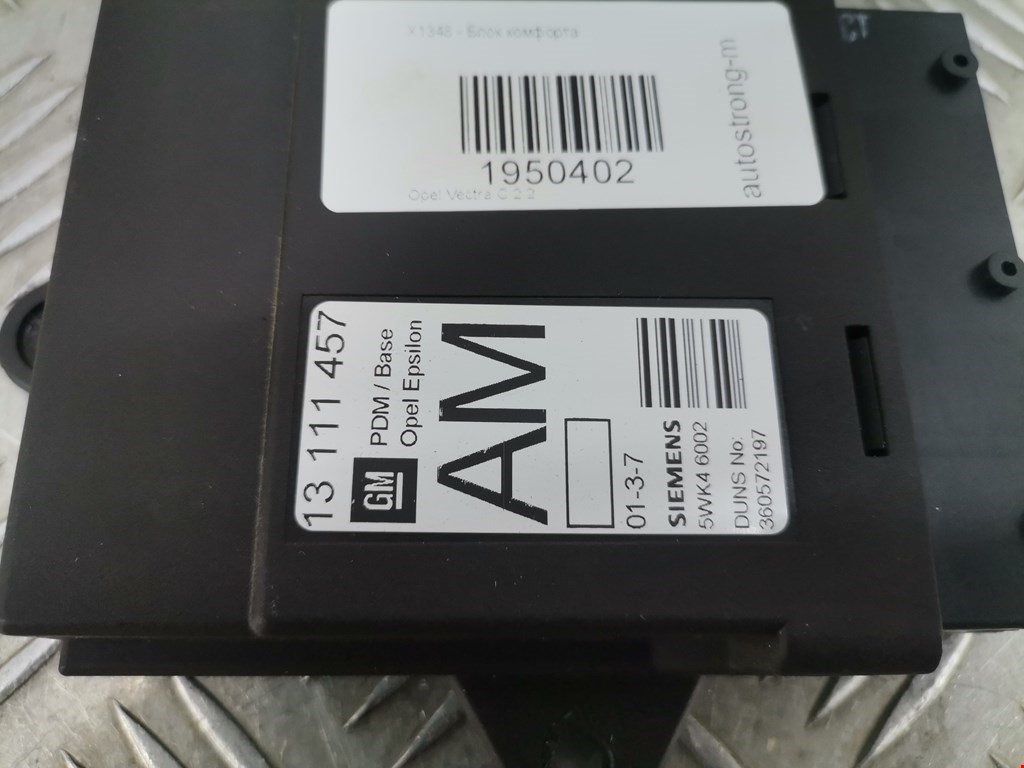 X1343 - Блок комфорта
1950402
Opel Vectra C 2.2
autostrong-m
13 111 457
GM
PDM / Base
Opel Epsilon
AM
01-3-7
SIEMENS
5WK4 6002
DUNS No:
360572197